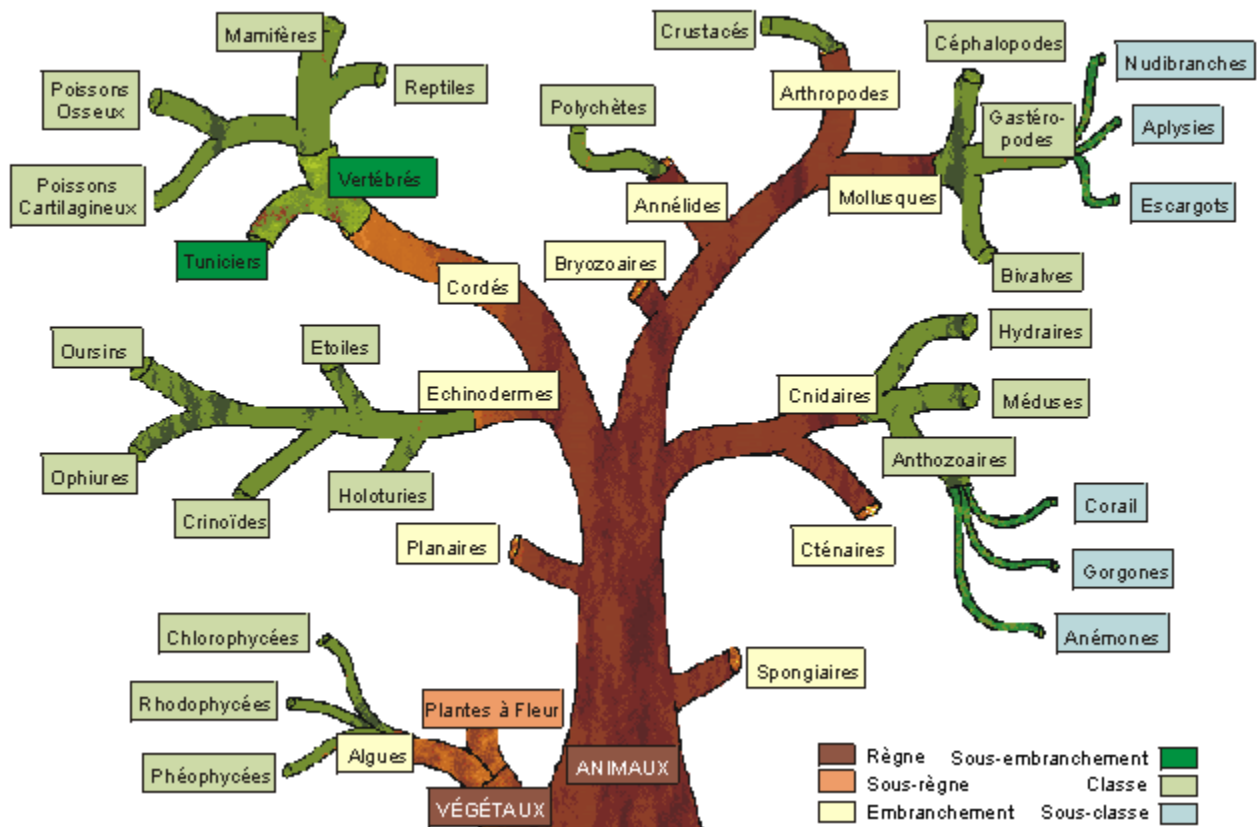 Mamifères
Crustacés
Céphalopodes
Nudibranches
Poissons
Osseux
Reptiles
Polychètes
Arthropodes
Gastéro-
podes
Aplysies
Poissons
Cartilagineux
Vertébrés
Annélides
Mollusques
Escargots
Tuniciers
Cordés
Bryozoaires
Bivalves
Oursins
Etoiles
Hydraires
Echinodermes
Cnidaires
Méduses
Ophiures
Crinoïdes
Holoturies
Anthozoaires
Corail
Planaires
Cténaires
Gorgones
Chlorophycées
Anémones
Spongiaires
Rhodophycées
Plantes à Fleur
Phéophycées
Algues
ANIMAUX
VÉGÉTAUX
Règne
Sous-embranchement
Sous-règne
Classe
Embranchement
Sous-classe